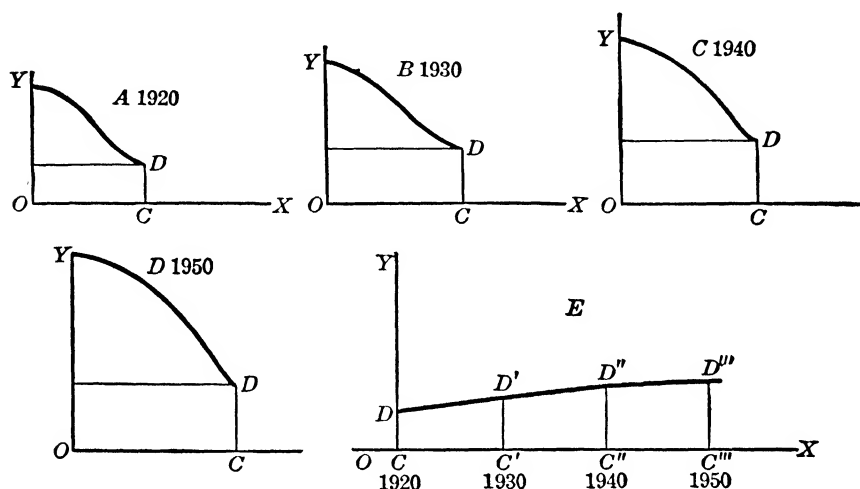 Y
A 1920
D
O
C
X
Y
B 1930
D
O
C
X
Y
C 1940
D
O
C
Y
D 1950
D
O
C
Y
E
D
D'
D"
D'''
O
C
C'
C"
C'''
X
1920
1930
1940
1950